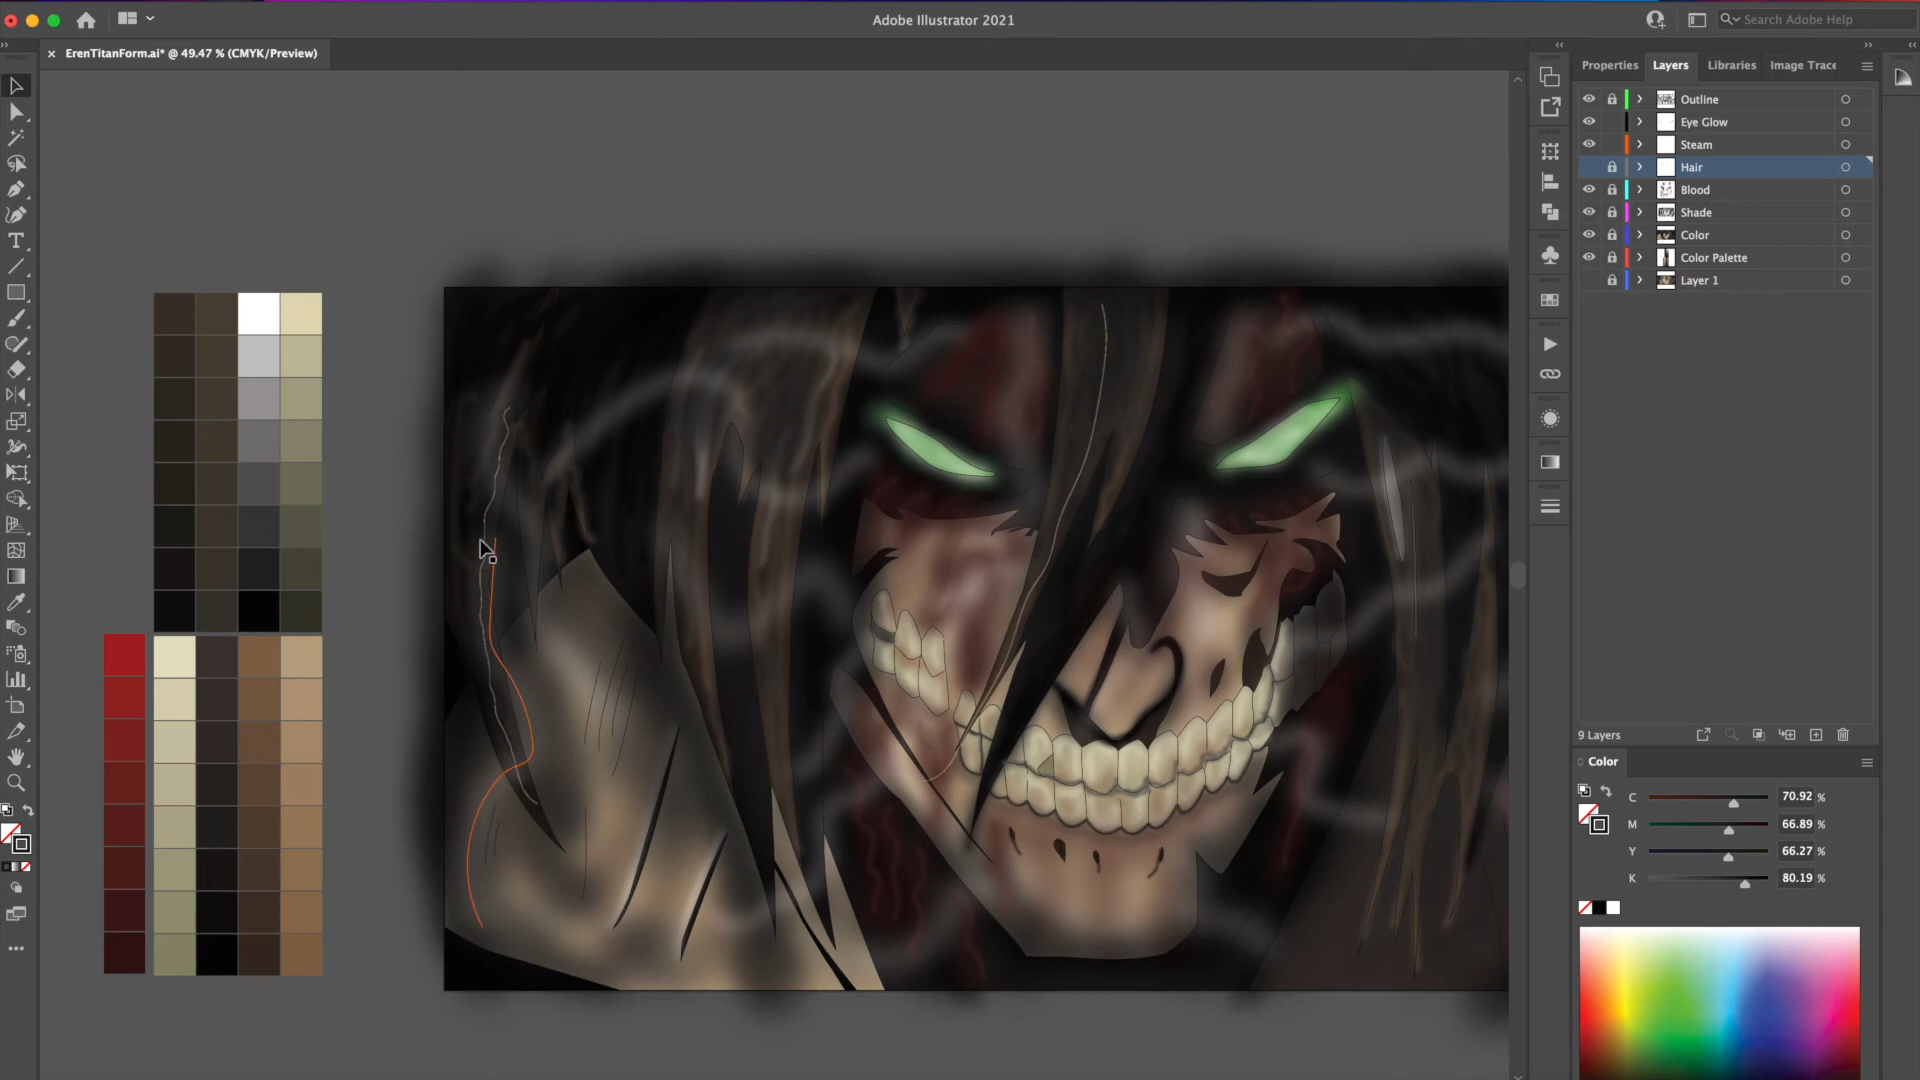 Adobe Illustrator 2021
Search Adobe Help
ErenTitanForm.ai* @ 49.47 % (CMYK/Preview)
Properties
Layers
Libraries
Image Trace
Outline
Eye Glow
Steam
Hair
Blood
Shade
Color
Color Palette
Layer 1
9 Layers
Color
C 70.92 %
M 66.89 %
Y 66.27 %
K 80.19 %